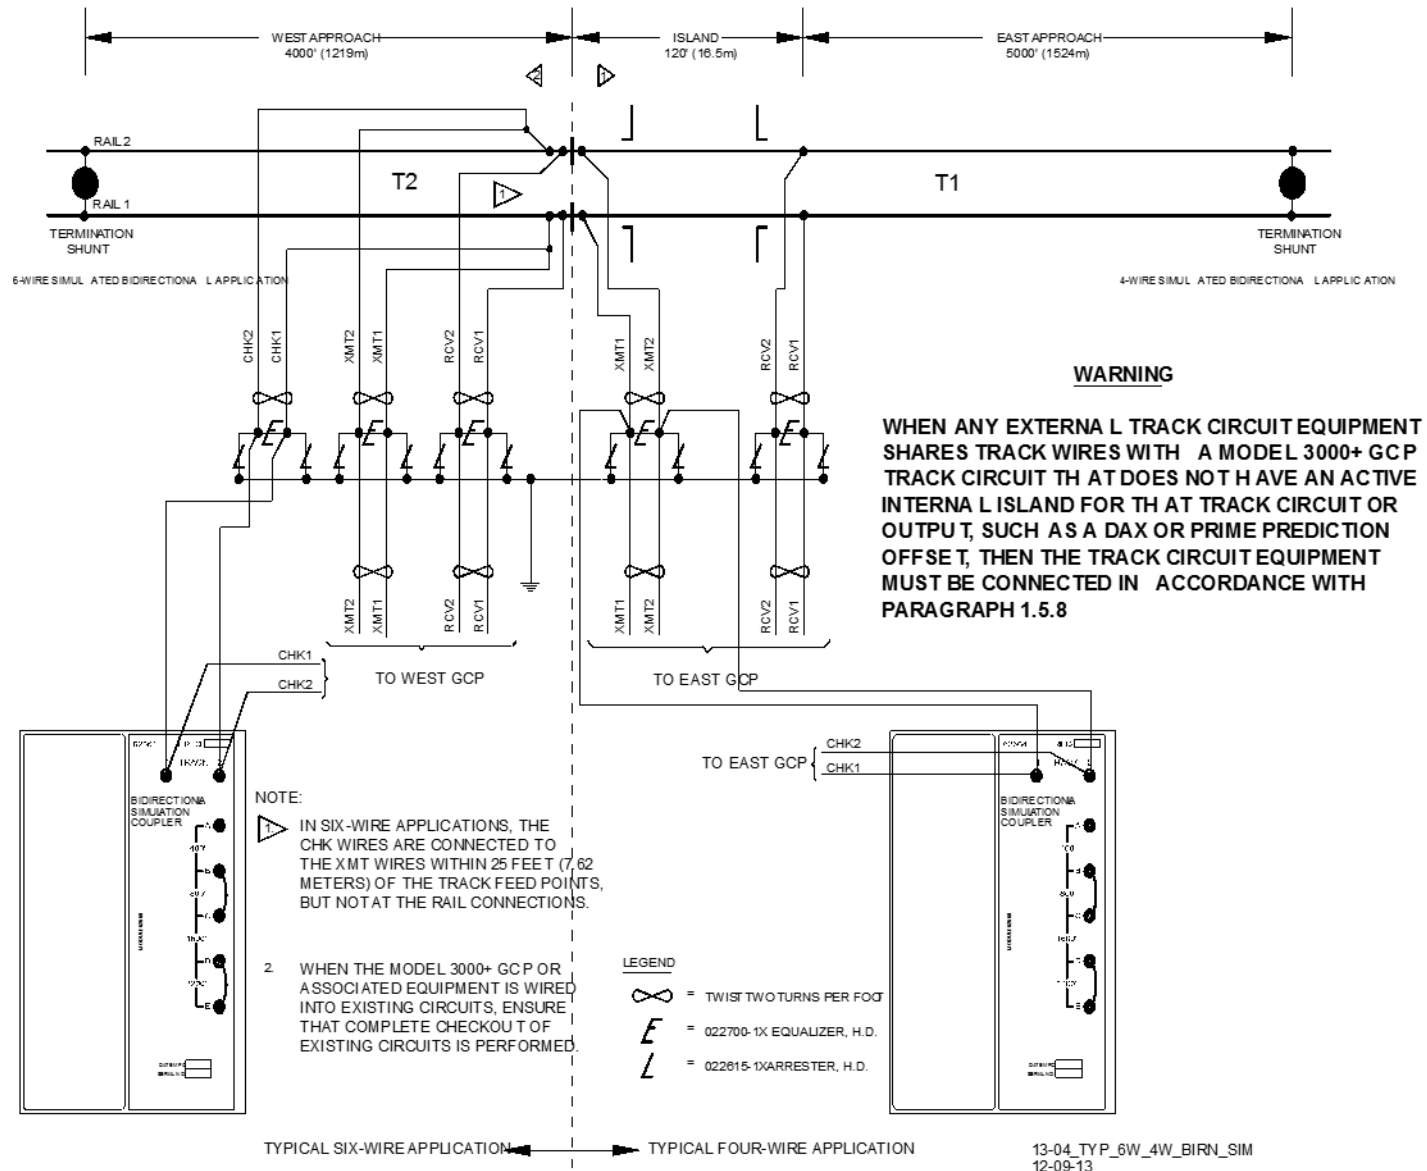 WEST APPROACH
4000' (1219m)
ISLAND
120' (16.5m)
EAST APPROACH
5000' (1524m)
2
1
RAIL 2
T2
1
T1
RAIL 1
TERMINATION
SHUNT
TERMINATION
SHUNT
6-WIRE SIMUL ATED BIDIRECTIONA L APPLICATION
4-WIRE SIMUL ATED BIDIRECTIONA L APPLICATION
CHK2
CHK1
XMT2
XMT1
RCV2
RCV1
XMT1
XMT2
RCV2
RCV1
WARNING
WHEN ANY EXTERNA L TRACK CIRCUIT EQUIPMENT
SHARES TRACK WIRES WITH A MODEL 3000+ GCP
TRACK CIRCUIT TH AT DOES NOT H AVE AN ACTIVE
INTERNA L ISLAND FOR TH AT TRACK CIRCUIT OR
OUTPUT, SUCH AS A DAX OR PRIME PREDICTION
OFFSET, THEN THE TRACK CIRCUIT EQUIPMENT
MUST BE CONNECTED IN ACCORDANCE WITH
PARAGRAPH 1.5.8
E
E
E
E
E
XMT2
XMT1
RCV2
RCV1
XMT1
XMT2
RCV2
RCV1
CHK1
CHK2
TO WEST GCP
TO EAST GCP
TO EAST GCP
CHK2
CHK1
BIDIRECTIONA
SIMULATION
COUPLER
A
B
C
D
E
NOTE:
1. IN SIX-WIRE APPLICATIONS, THE
CHK WIRES ARE CONNECTED TO
THE XMT WIRES WITHIN 25 FEET (7.62
METERS) OF THE TRACK FEED POINTS,
BUT NOT AT THE RAIL CONNECTIONS.
2. WHEN THE MODEL 3000+ GCP OR
ASSOCIATED EQUIPMENT IS WIRED
INTO EXISTING CIRCUITS, ENSURE
THAT COMPLETE CHECKOUT OF
EXISTING CIRCUITS IS PERFORMED.
LEGEND
= TWIST TWO TURNS PER FOOT
E = 022700-1X EQUALIZER, H.D.
= 022615-1XARRESTER, H.D.
BIDIRECTIONA
SIMULATION
COUPLER
TYPICAL SIX-WIRE APPLICATION
TYPICAL FOUR-WIRE APPLICATION
13-04_TYP_6W_4W_BIRN_SIM
12-09-13